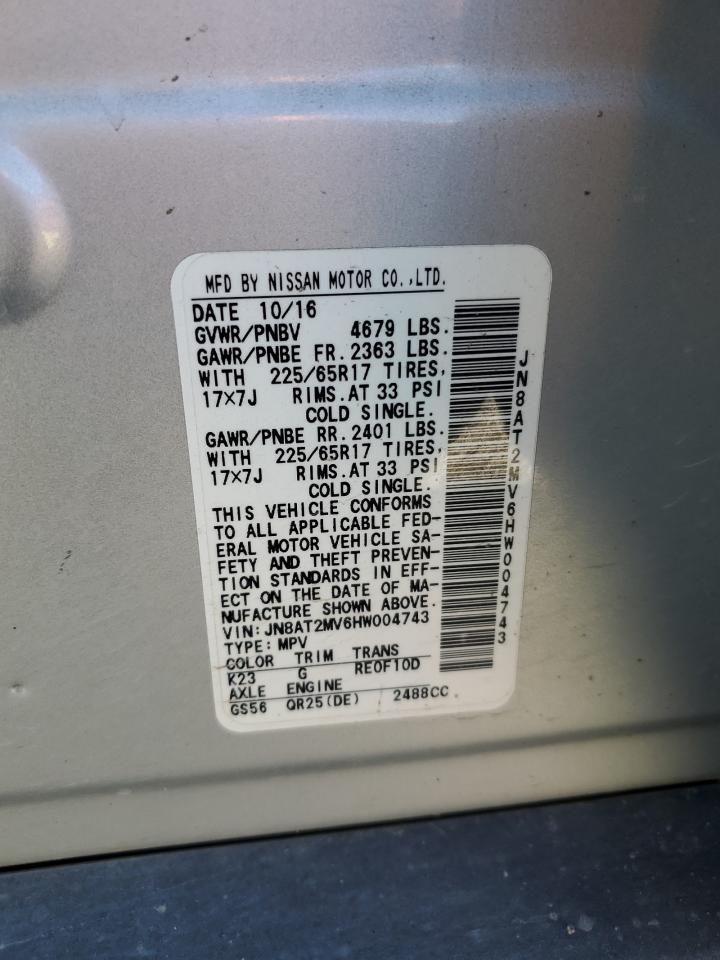 MFD BY NISSAN MOTOR CO.,LTD.
DATE 10/16
GVWR/PNBV 4679 LBS.
GAWR/PNBE FR. 2363 LBS.
WITH 225/65R17 TIRES,
17×7J RIMS.AT 33 PSI
COLD SINGLE.
GAWR/PNBE RR. 2401 LBS.
WITH 225/65R17 TIRES,
17×7J RIMS.AT 33 PSI
COLD SINGLE.
THIS VEHICLE CONFORMS
TO ALL APPLICABLE FED-
ERAL MOTOR VEHICLE SA-
FETY AND THEFT PREVEN-
TION STANDARDS IN EFF-
ECT ON THE DATE OF MA-
NUFACTURE SHOWN ABOVE.
VIN:JN8AT2MV6HW004743
TYPE:MPV
COLOR TRIM TRANS
K23 G RE0F10D
AXLE ENGINE
GS56 QR25(DE) 2488CC
JN8AT2MV6HW004743